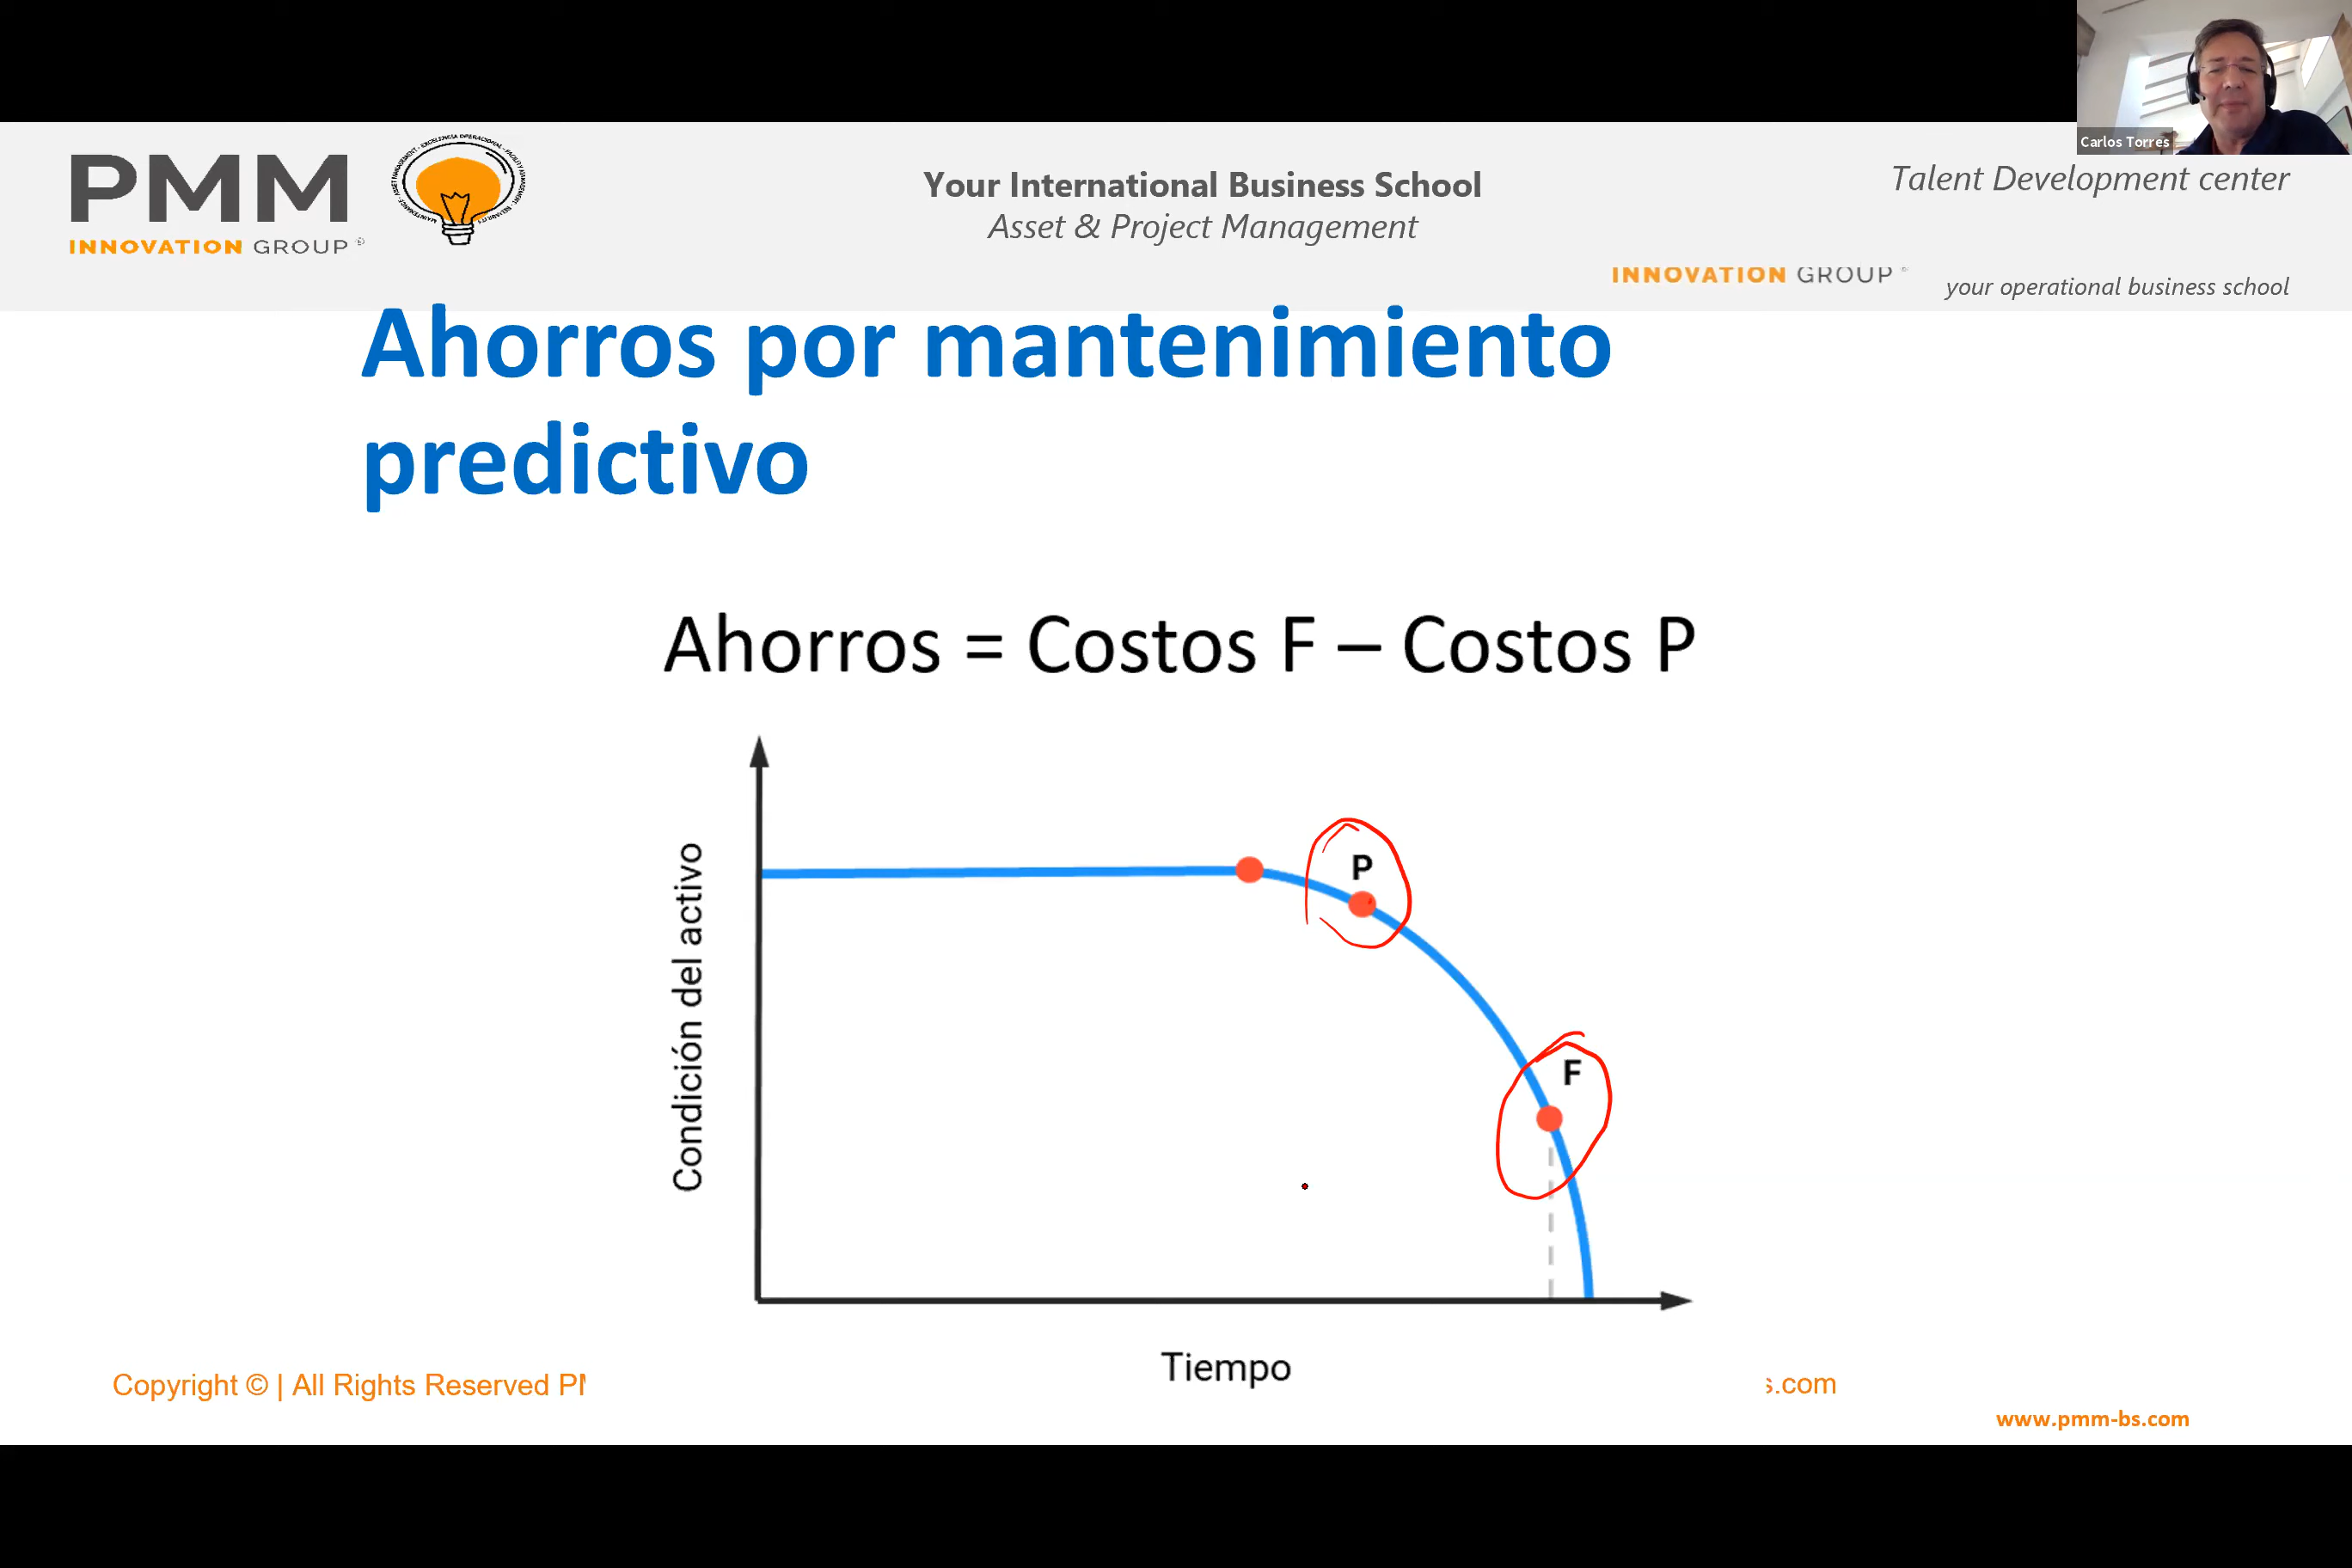 Carlos Torres
PMM
INNOVATION GROUP
Your International Business School
Asset & Project Management
Talent Development center
INNOVATION GROUP
your operational business school
Ahorros por mantenimiento
predictivo
Ahorros = Costos F – Costos P
P
F
Condición del activo
Tiempo
Copyright © | All Rights Reserved
s.com
www.pmm-bs.com